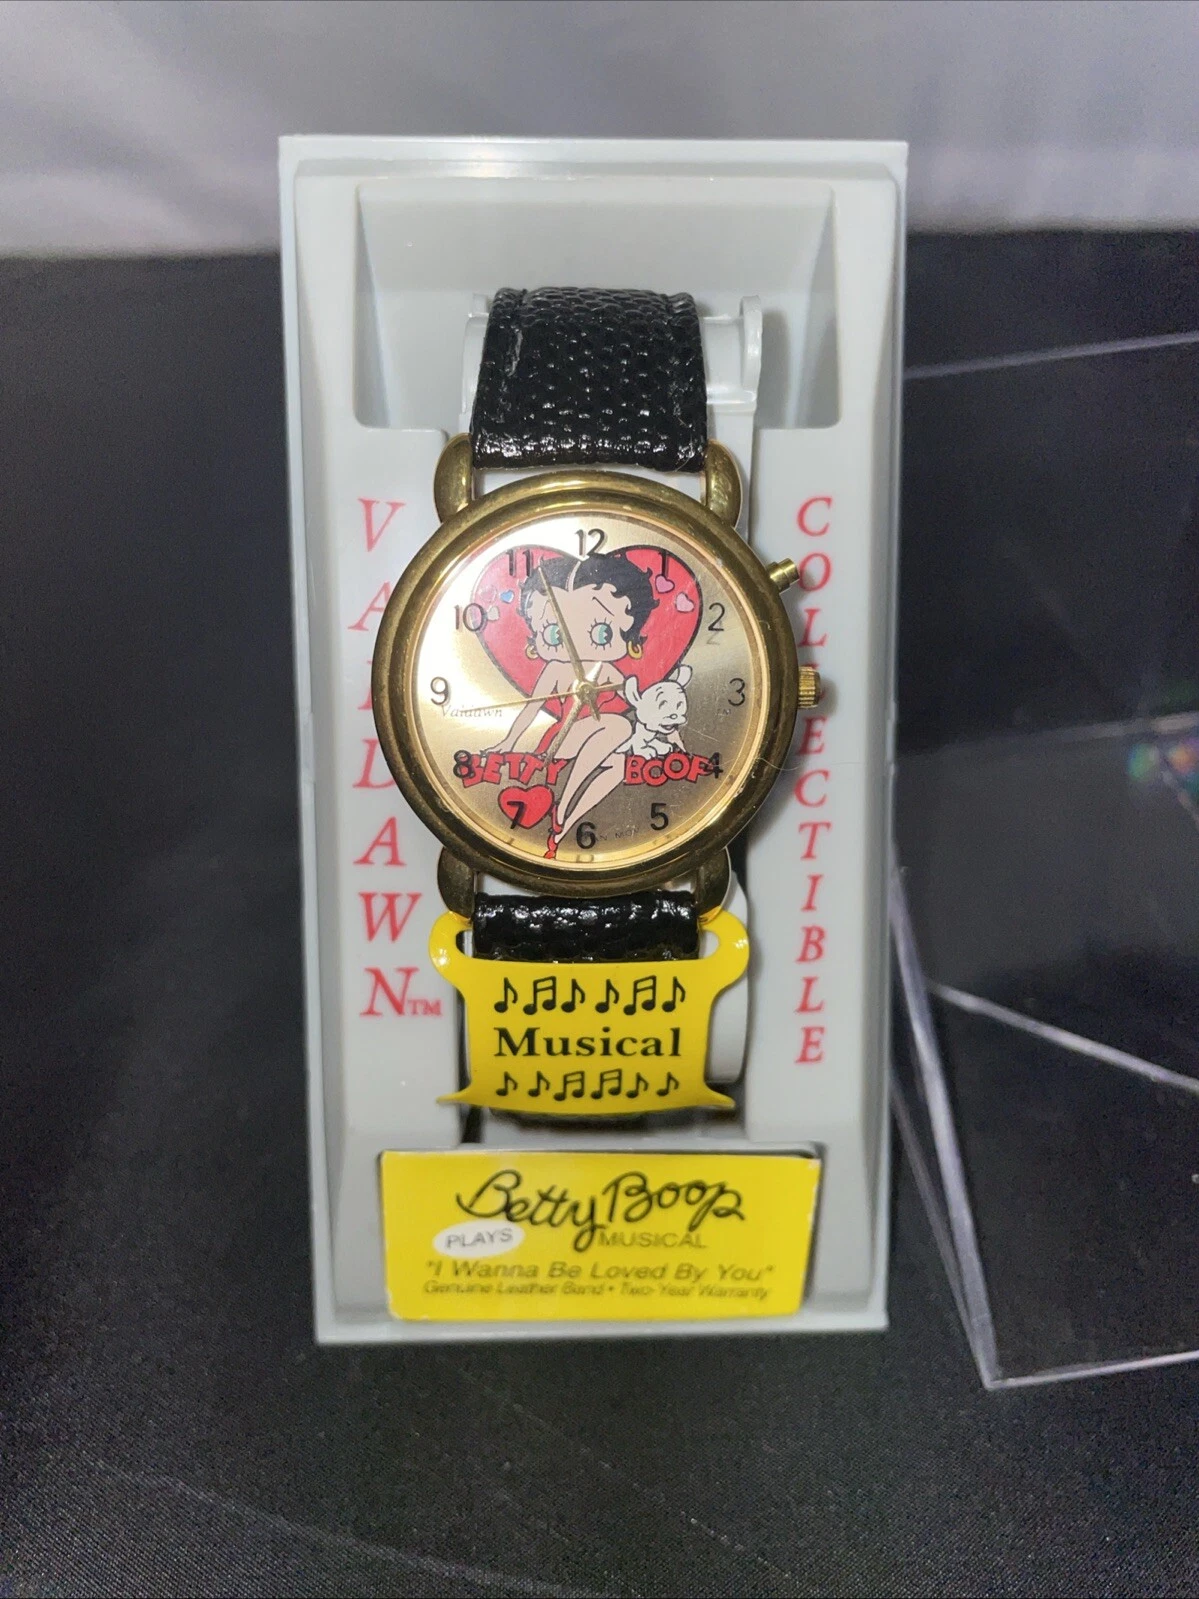 VALDAWN™
COLLECTIBLE
12
11
1
10
2
9
3
Valdawn
8
4
BETTY BOOP
7
5
6
Musical
Betty Boop
PLAYS
MUSICAL
"I Wanna Be Loved By You"
Genuine Leather Band • Two-Year Warranty